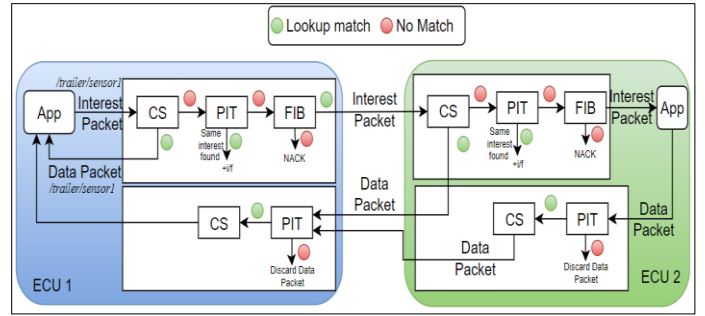 Lookup match
No Match
/trailer/sensor1
App
Interest
Packet
CS
PIT
FIB
Same
interest
found
+i/f
NACK
Data Packet
/trailer/sensor1
CS
PIT
Discard Data
Packet
ECU 1
Interest
Packet
Data
Packet
Data
Packet
CS
PIT
FIB
Same
interest
found
+i/f
NACK
Interest
Packet
App
CS
PIT
Discard Data
Packet
Data
Packet
ECU 2